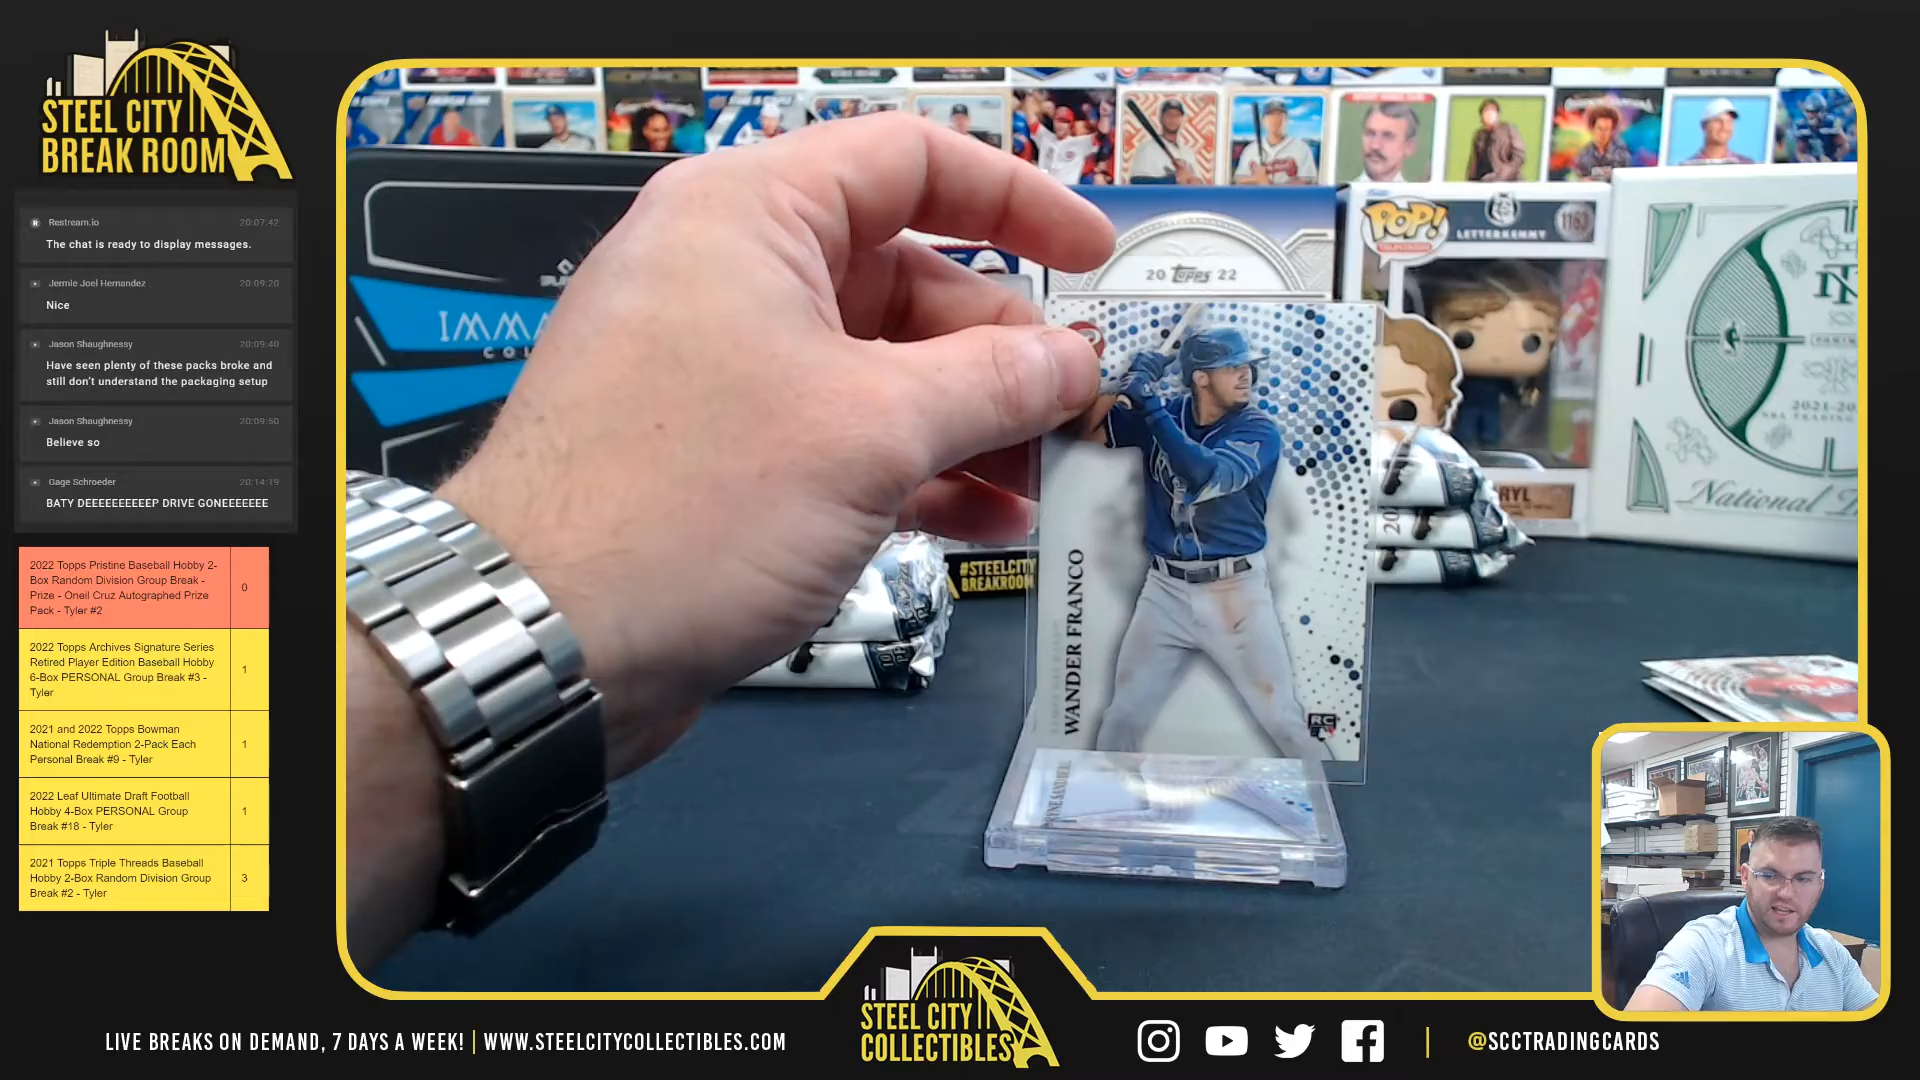 STEEL CITY
BREAK ROOM
Restream.io 20:07:42
The chat is ready to display messages.
Jermie Joel Hernandez 20:09:20
Nice
Jason Shaughnessy 20:09:40
Have seen plenty of these packs broke and
still don't understand the packaging setup
Jason Shaughnessy 20:09:50
Believe so
Gage Schroeder 20:14:19
BATY DEEEEEEEEEEP DRIVE GONEEEEEEE
2022 Topps Pristine Baseball Hobby 2-
Box Random Division Group Break -
Prize - Oneil Cruz Autographed Prize
Pack - Tyler #2
0
2022 Topps Archives Signature Series
Retired Player Edition Baseball Hobby
6-Box PERSONAL Group Break #3 -
Tyler
1
2021 and 2022 Topps Bowman
National Redemption 2-Pack Each
Personal Break #9 - Tyler
1
2022 Leaf Ultimate Draft Football
Hobby 4-Box PERSONAL Group
Break #18 - Tyler
1
2021 Topps Triple Threads Baseball
Hobby 2-Box Random Division Group
Break #2 - Tyler
3
IMMA
20 Topps 22
POP!
TELEVISION
LETTERKENNY
1163
RYL
2021-20
National
#STEELCITY
BREAKROOM
WANDER FRANCO
RC
STEEL CITY
COLLECTIBLES
LIVE BREAKS ON DEMAND, 7 DAYS A WEEK! | WWW.STEELCITYCOLLECTIBLES.COM
@SCCTRADINGCARDS